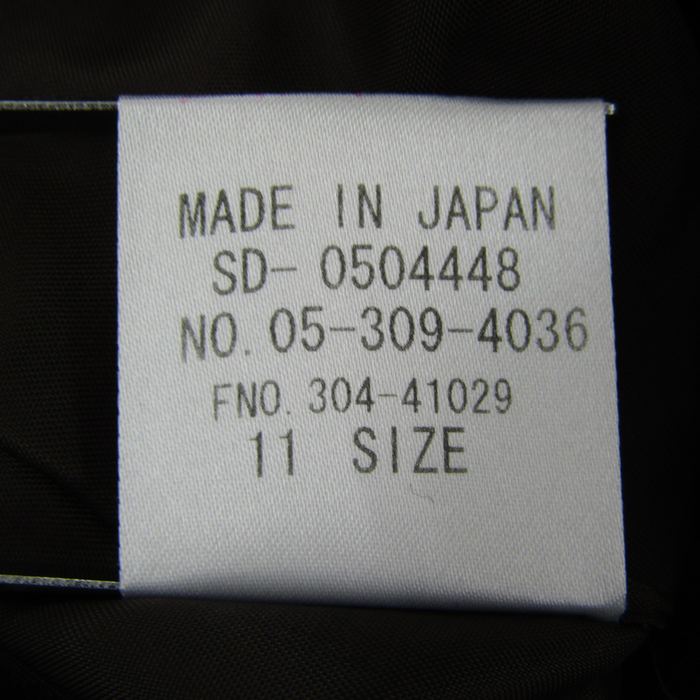 MADE IN JAPAN
SD- 0504448
NO. 05-309-4036
FNO. 304-41029
11 SIZE